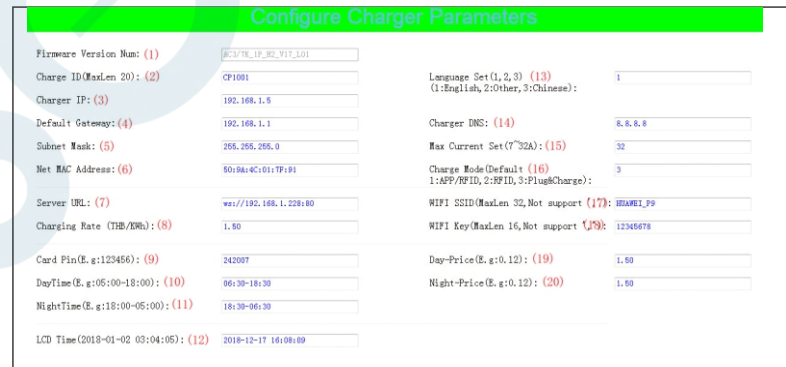 Configure Charger Parameters
Firmware Version Num: (1) AC3/7K_1P_H2_V17_L01
Charge ID(MaxLen 20): (2) CP1081
Language Set(1,2,3) (13) 1
(1:English,2:Other,3:Chinese):
Charger IP: (3) 192.168.1.5
Default Gateway: (4) 192.168.1.1
Charger DNS: (14) 8.8.8.8
Subnet Mask: (5) 255.255.255.0
Max Current Set(7~32A): (15) 32
Net MAC Address: (6) 50:9A:4C:01:7F:91
Charge Mode(Default (16) 3
1:APP/RFID,2:RFID,3:Plug&Charge):
Server URL: (7) ws://192.168.1.228:80
WIFI SSID(MaxLen 32,Not support (17): HUAWEI_P9
Charging Rate (THB/KWh): (8) 1.50
WIFI Key(MaxLen 16,Not support (18): 12345678
Card Pin(E.g:123456): (9) 242007
Day-Price(E.g:0.12): (19) 1.50
DayTime(E.g:05:00-18:00): (10) 06:30-18:30
Night-Price(E.g:0.12): (20) 1.50
NightTime(E.g:18:00-05:00): (11) 18:30-06:30
LCD Time(2018-01-02 03:04:05): (12) 2018-12-17 16:08:09